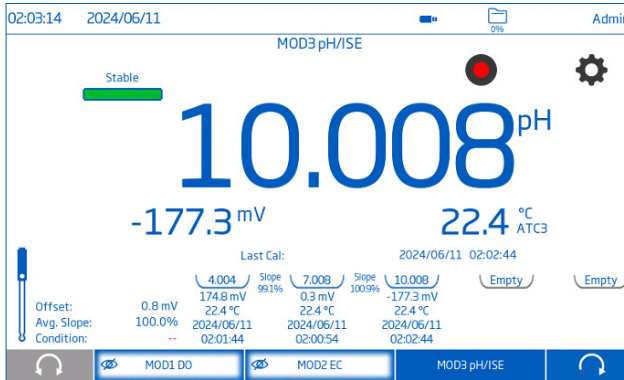 02:03:14 2024/06/11 0% Admi
MOD3 pH/ISE
Stable
10.008 pH
-177.3 mV 22.4 °C ATC3
Last Cal: 2024/06/11 02:02:44
4.004 Slope 99.1% 7.008 Slope 100.9% 10.008 Empty Empty
174.8 mV 0.3 mV -177.3 mV
Offset: 0.8 mV 22.4 °C 22.4 °C 22.4 °C
Avg. Slope: 100.0% 2024/06/11 2024/06/11 2024/06/11
Condition: -- 02:01:44 02:00:54 02:02:44
MOD1 DO MOD2 EC MOD3 pH/ISE